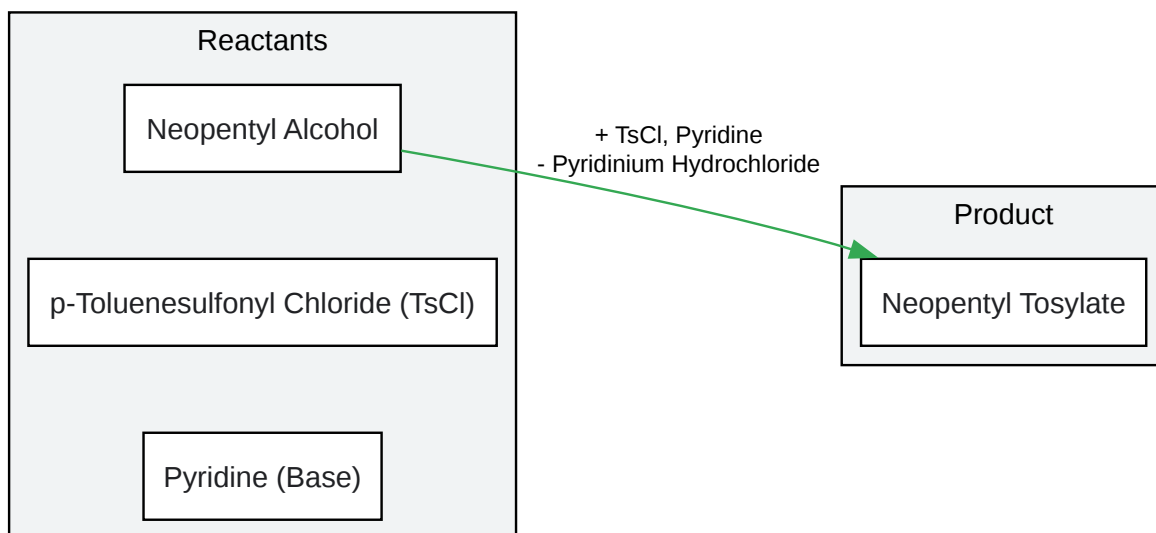 Reactants
Neopentyl Alcohol
+ TsCl, Pyridine
- Pyridinium Hydrochloride
Product
p-Toluenesulfonyl Chloride (TsCl)
Neopentyl Tosylate
Pyridine (Base)